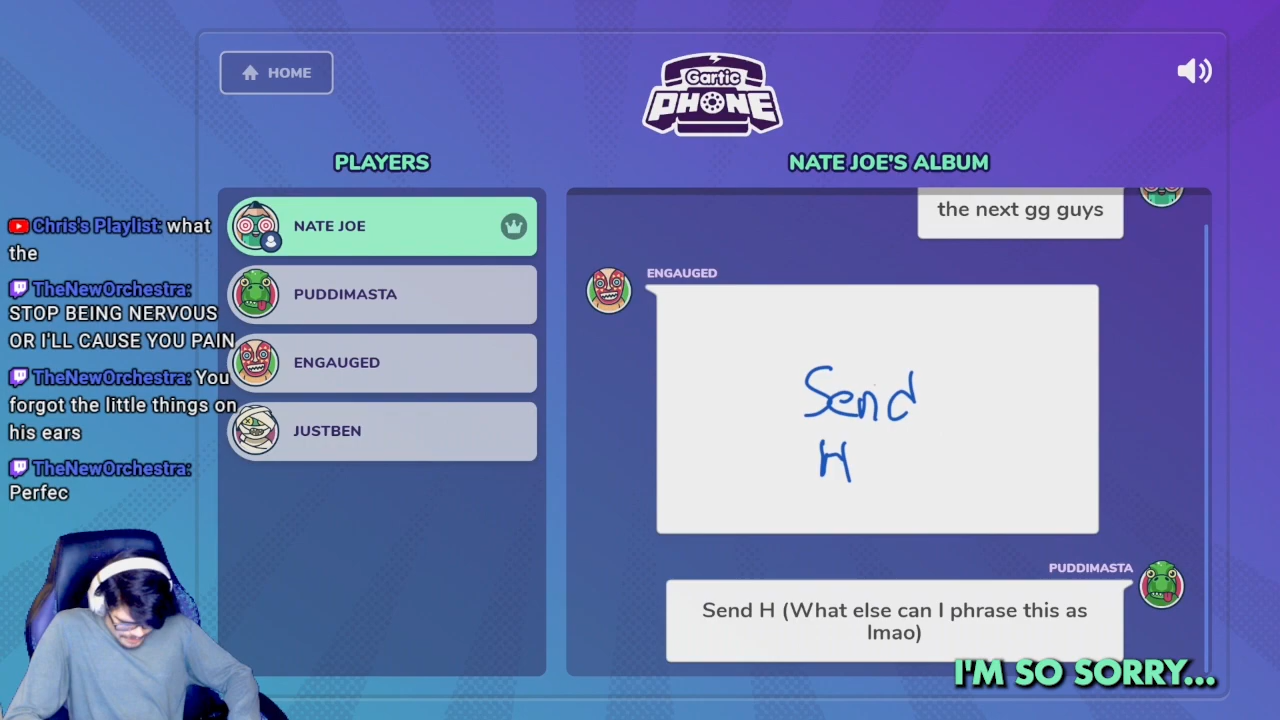 HOME
Gartic
PHONE
PLAYERS
NATE JOE
PUDDIMASTA
ENGAUGED
JUSTBEN
NATE JOE'S ALBUM
the next gg guys
ENGAUGED
Send
H
PUDDIMASTA
Send H (What else can I phrase this as
lmao)
I'M SO SORRY...
Chris's Playlist: what
the
TheNewOrchestra:
STOP BEING NERVOUS
OR I'LL CAUSE YOU PAIN
TheNewOrchestra: You
forgot the little things on
his ears
TheNewOrchestra:
Perfec